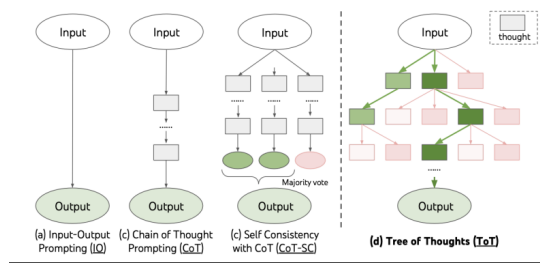 Input
Input
Input
Input
thought
......
......
......
......
......
Majority vote
Output
Output
Output
Output
(a) Input-Output
Prompting (IO)
(c) Chain of Thought
Prompting (CoT)
(c) Self Consistency
with CoT (CoT-SC)
(d) Tree of Thoughts (ToT)